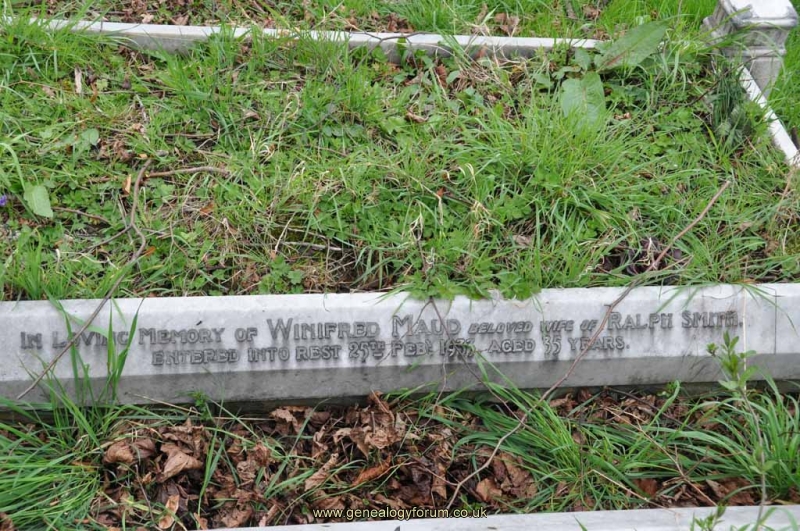 In Loving Memory of Winifred Maud beloved wife of Ralph Smith.
entered into rest 25th Feb. 1933, aged 35 years.
www.genealogyforum.co.uk